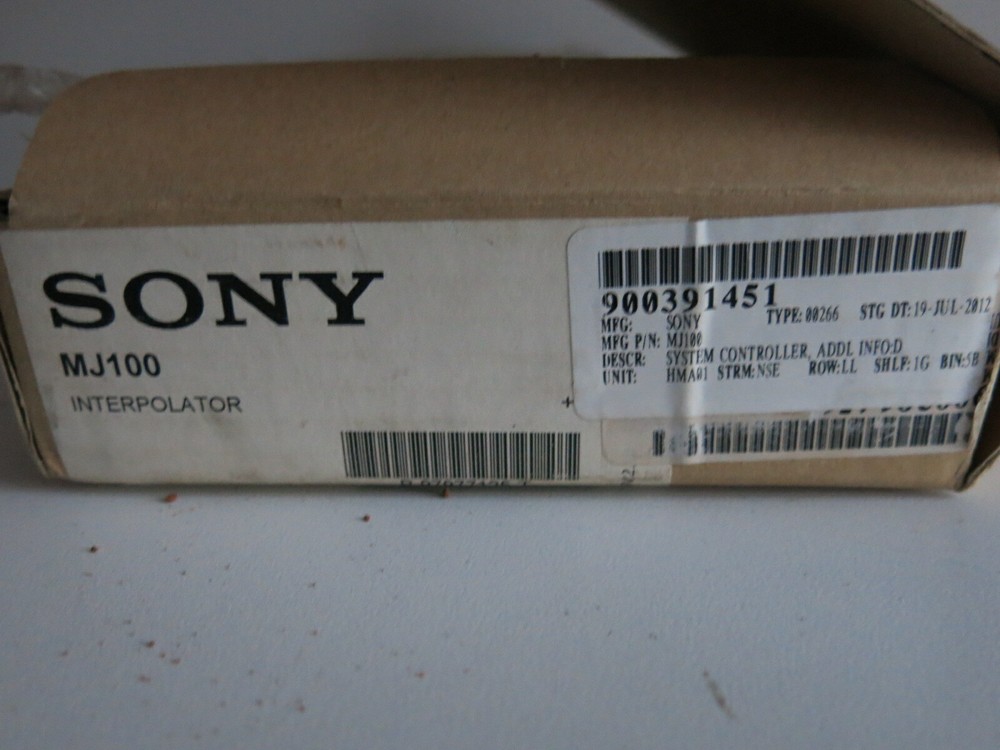 SONY
MJ100
INTERPOLATOR
+
900391451
TYPE:00266 STG DT:19-JUL-2012
MFG: SONY
MFG P/N: MJ100
DESCR: SYSTEM CONTROLLER, ADDL INFO:D
UNIT: HMA01 STRM:NSE ROW:LL SHLF:1G BIN:5B